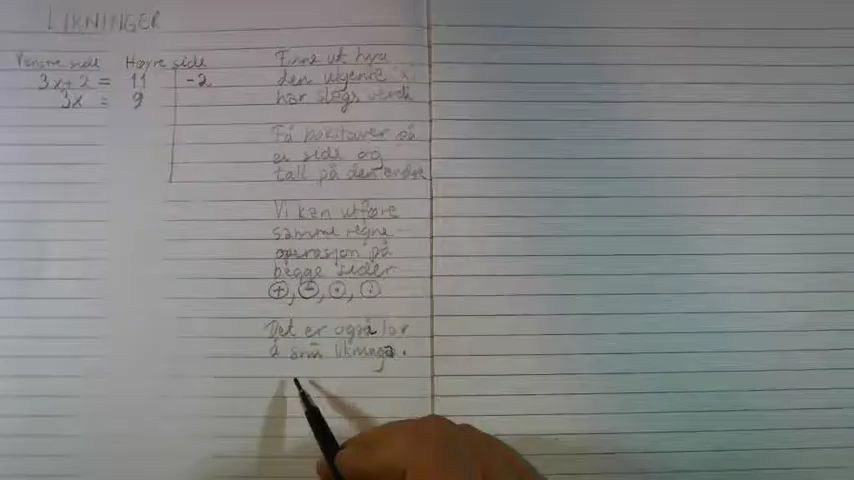 LIKNINGER
Venstre side Høyre side
3x + 2 = 11 | -2
3x = 9
Finne ut hva
den ukjente x
har slags verdi
Få bokstaver på
ei side og
tall på den andre
Vi kan utføre
samme regne
operasjon på
begge sider
+, -, ·, :
Det er også lov
å snu likninga.